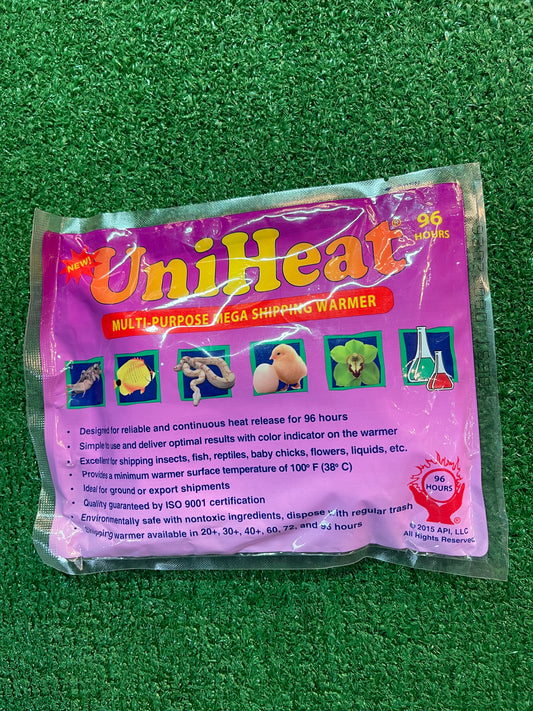 NEW!
UniHeat®
96
HOURS
MULTI-PURPOSE MEGA SHIPPING WARMER
• Designed for reliable and continuous heat release for 96 hours
• Simple to use and deliver optimal results with color indicator on the warmer
• Excellent for shipping insects, fish, reptiles, baby chicks, flowers, liquids, etc.
• Provides a minimum warmer surface temperature of 100º F (38º C)
• Ideal for ground or export shipments
• Quality guaranteed by ISO 9001 certification
• Environmentally safe with nontoxic ingredients, dispose with regular trash
• Shipping warmer available in 20+, 30+, 40+, 60, 72, and 96 hours
96
HOURS
®
© 2015 API, LLC
All Rights Reserved